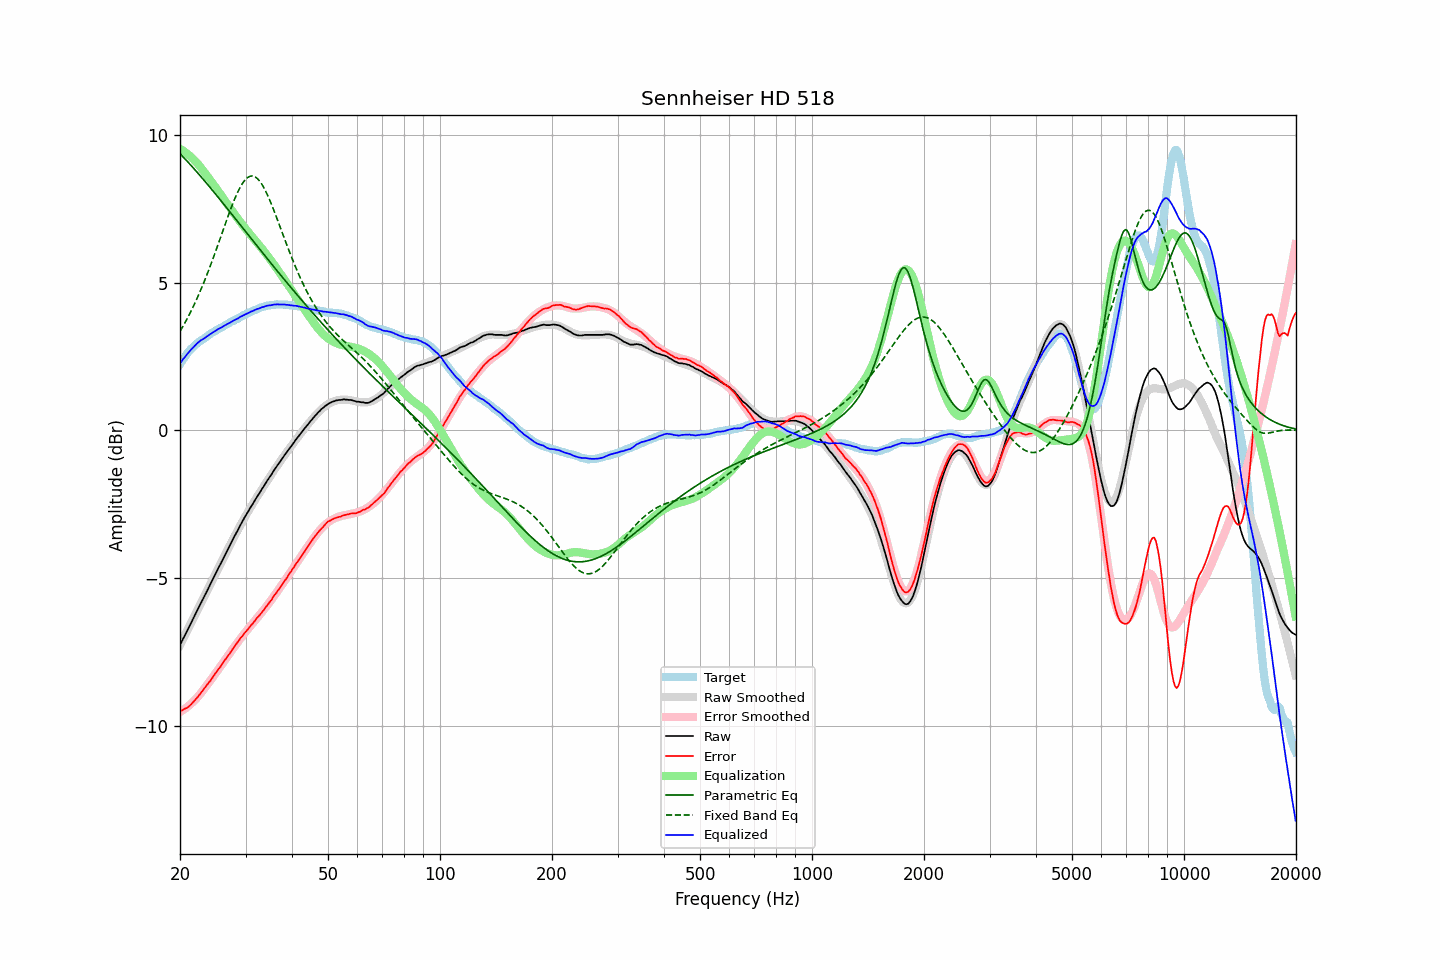 Sennheiser HD 518
Amplitude (dBr)
10
5
0
−5
−10
Target
Raw Smoothed
Error Smoothed
Raw
Error
Equalization
Parametric Eq
Fixed Band Eq
Equalized
20
50
100
200
500
1000
2000
5000
10000
20000
Frequency (Hz)